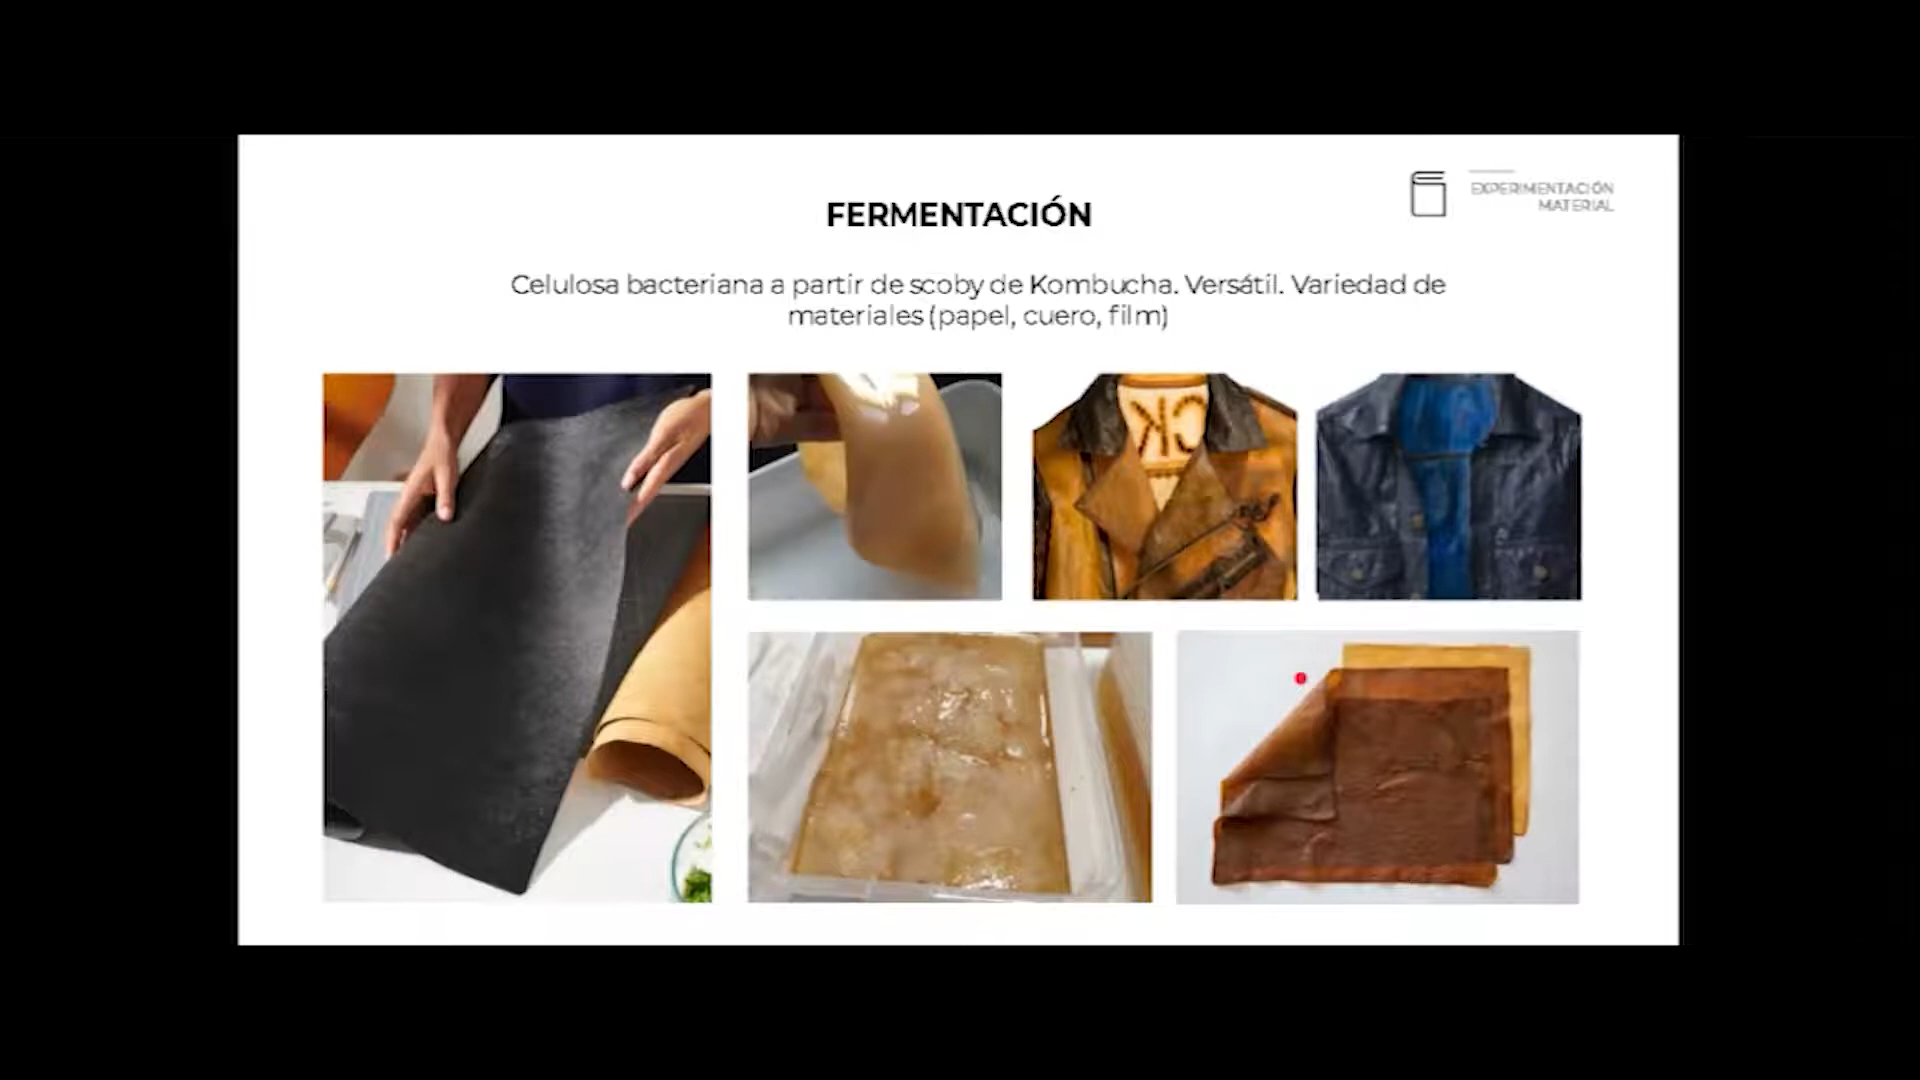 EXPERIMENTACIÓN
MATERIAL
FERMENTACIÓN
Celulosa bacteriana a partir de scoby de Kombucha. Versátil. Variedad de
materiales (papel, cuero, film)